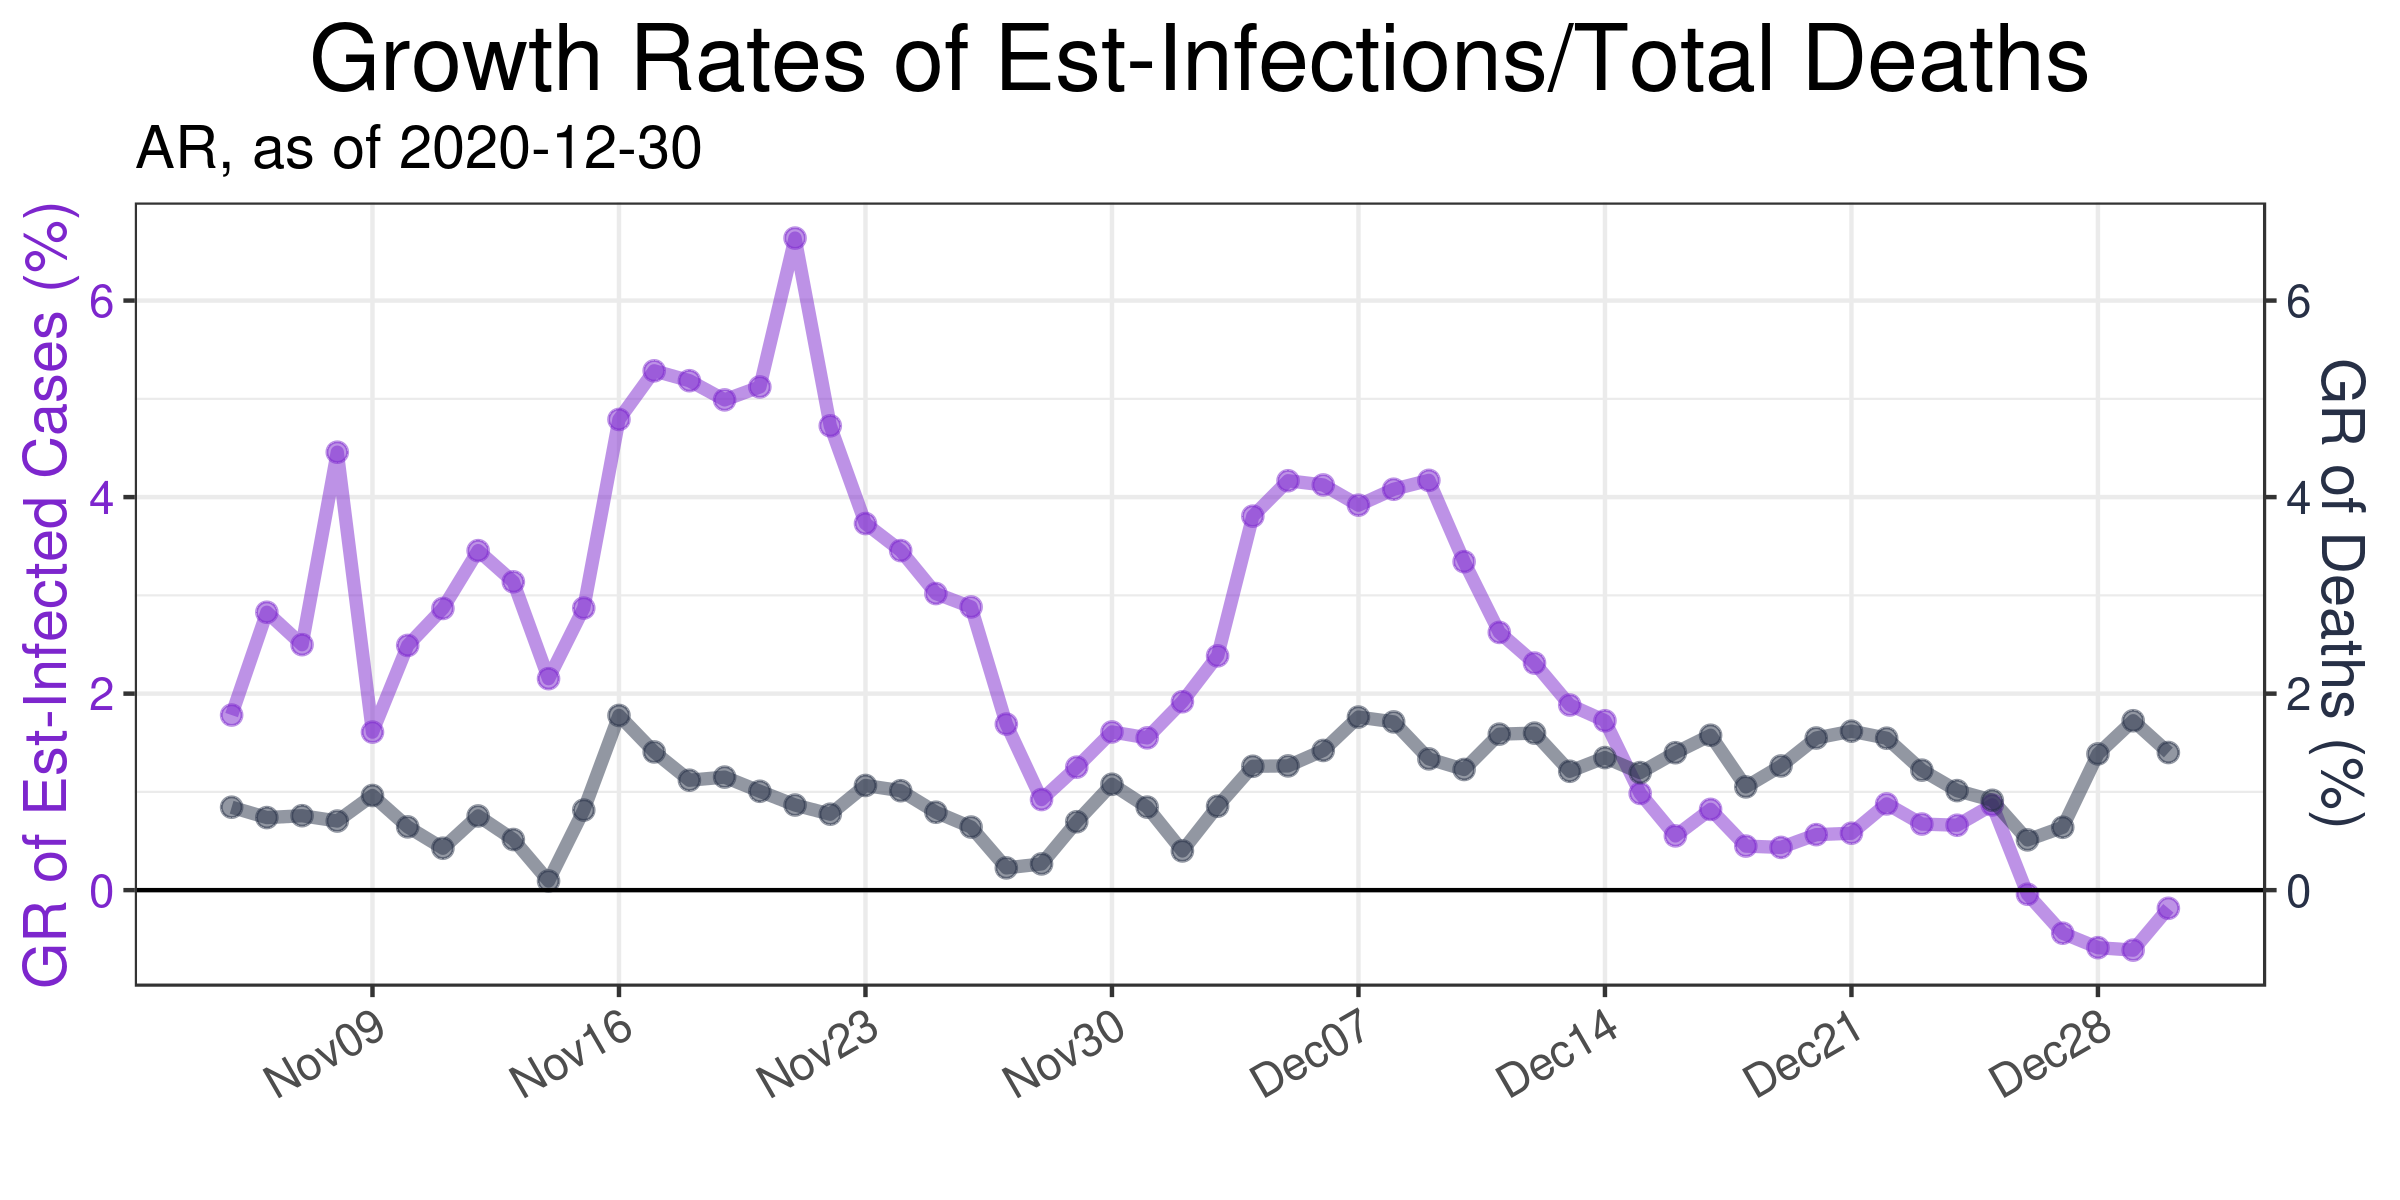 Growth Rates of Est-Infections/Total Deaths
AR, as of 2020-12-30
GR of Est-Infected Cases (%)
6
4
2
0
6
4
2
0
GR of Deaths (%)
Nov09
Nov16
Nov23
Nov30
Dec07
Dec14
Dec21
Dec28